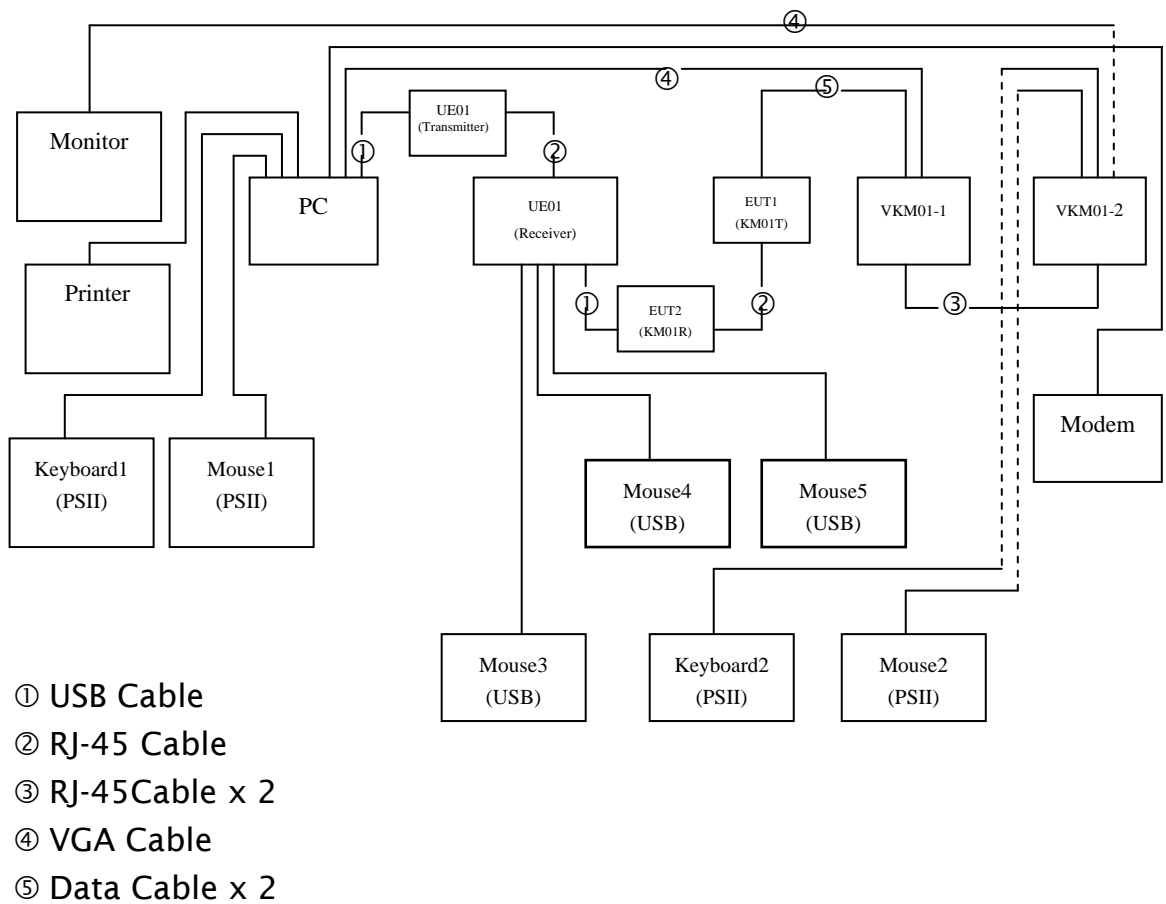 ④
④
⑤
UE01
(Transmitter)
①
②
Monitor
PC
UE01
(Receiver)
EUT1
(KM01T)
VKM01-1
VKM01-2
Printer
①
EUT2
(KM01R)
②
③
Modem
Keyboard1
(PSII)
Mouse1
(PSII)
Mouse4
(USB)
Mouse5
(USB)
Mouse3
(USB)
Keyboard2
(PSII)
Mouse2
(PSII)
① USB Cable
② RJ-45 Cable
③ RJ-45Cable x 2
④ VGA Cable
⑤ Data Cable x 2